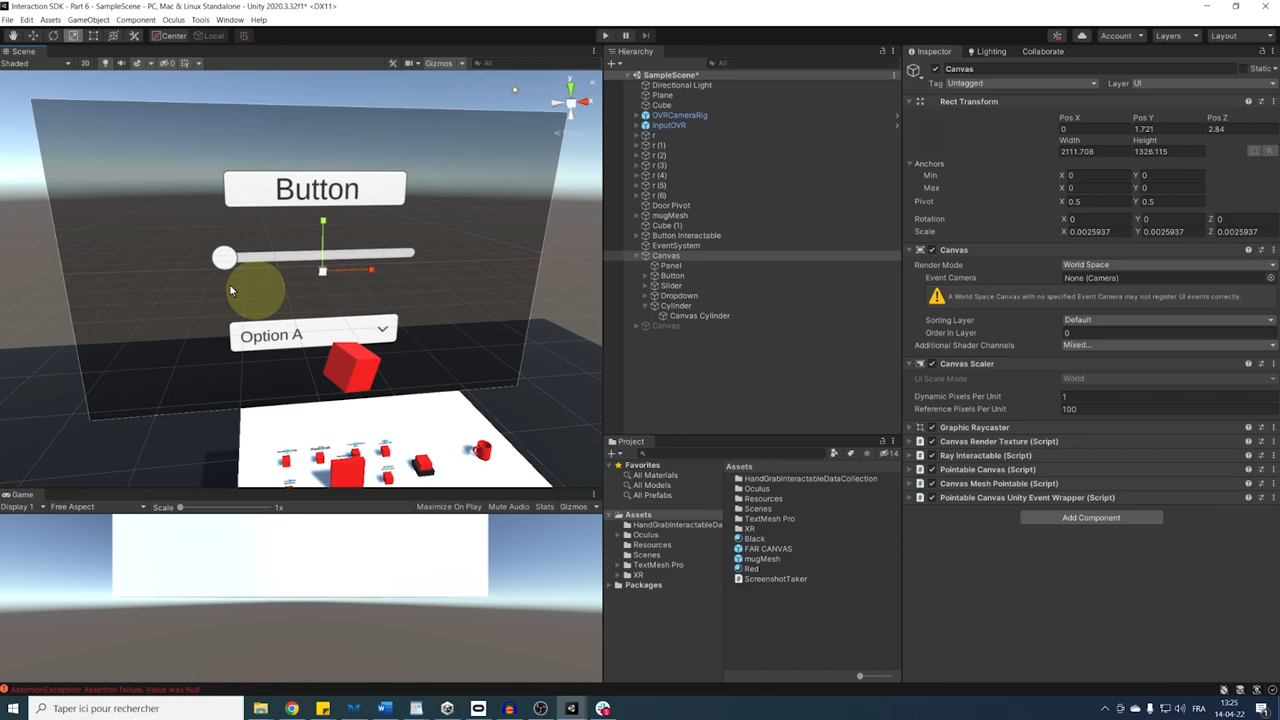 Interaction SDK - Part 6 - SampleScene - PC, Mac & Linux Standalone - Unity 2020.3.32f1* <DX11>
File Edit Assets GameObject Component Oculus Tools Window Help
Center Local
Account Layers Layout
Scene
Shaded 2D 0 Gizmos All
y
x
Button
Option A
Game
Display 1 Free Aspect Scale 1x Maximize On Play Mute Audio Stats Gizmos
AssertionException: Assertion failure. Value was Null
Hierarchy
All
SampleScene*
Directional Light
Plane
Cube
OVRCameraRig
inputOVR
r
r (1)
r (2)
r (3)
r (4)
r (5)
r (6)
Door Pivot
mugMesh
Cube (1)
Button Interactable
EventSystem
Canvas
Panel
Button
Slider
Dropdown
Cylinder
Canvas Cylinder
Canvas
Project
14
Favorites
All Materials
All Models
All Prefabs
Assets
HandGrabInteractableDa
Oculus
Resources
Scenes
TextMesh Pro
XR
Packages
Assets
HandGrabInteractableDataCollection
Oculus
Resources
Scenes
TextMesh Pro
XR
Black
FAR CANVAS
mugMesh
Red
ScreenshotTaker
Inspector Lighting Collaborate
Canvas Static
Tag Untagged Layer UI
Rect Transform
Pos X Pos Y Pos Z
0 1.721 2.84
Width Height
2111.708 1326.115
Anchors
Min X 0 Y 0
Max X 0 Y 0
Pivot X 0.5 Y 0.5
Rotation X 0 Y 0 Z 0
Scale X 0.0025937 Y 0.0025937 Z 0.0025937
Canvas
Render Mode World Space
Event Camera None (Camera)
A World Space Canvas with no specified Event Camera may not register UI events correctly.
Sorting Layer Default
Order in Layer 0
Additional Shader Channels Mixed...
Canvas Scaler
UI Scale Mode World
Dynamic Pixels Per Unit 1
Reference Pixels Per Unit 100
Graphic Raycaster
Canvas Render Texture (Script)
Ray Interactable (Script)
Pointable Canvas (Script)
Canvas Mesh Pointable (Script)
Pointable Canvas Unity Event Wrapper (Script)
Add Component
Taper ici pour rechercher
FRA
13:25
14-04-22